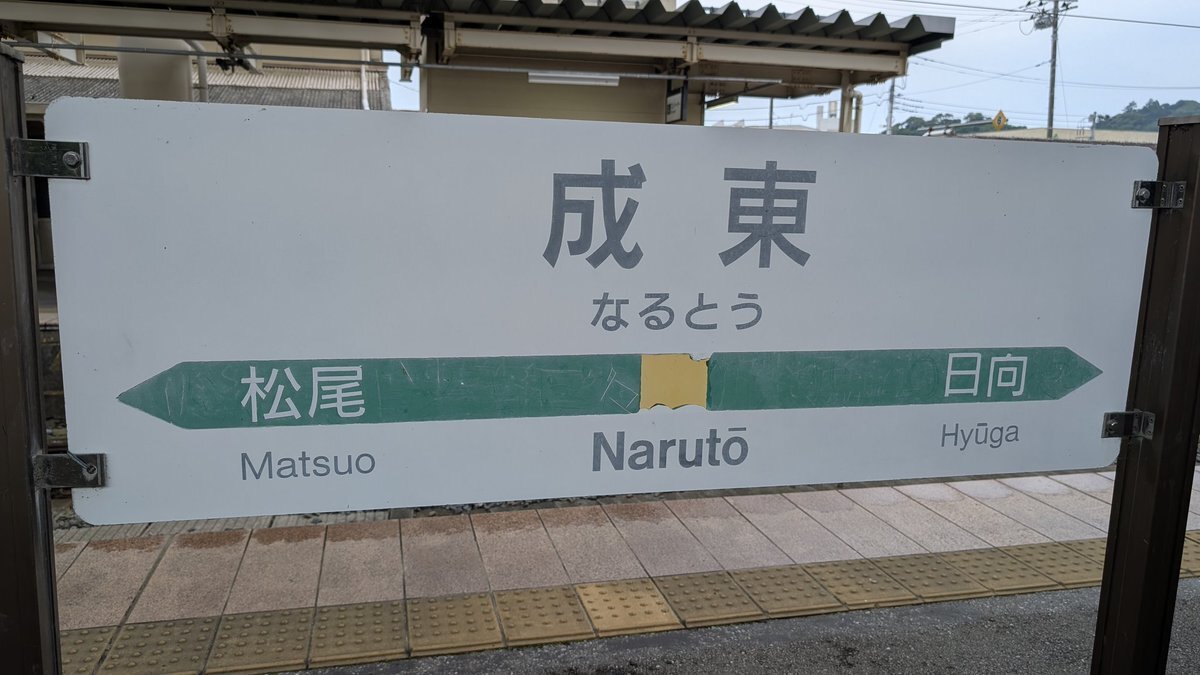 成東
なるとう
松尾 日向
Matsuo Narutō Hyūga